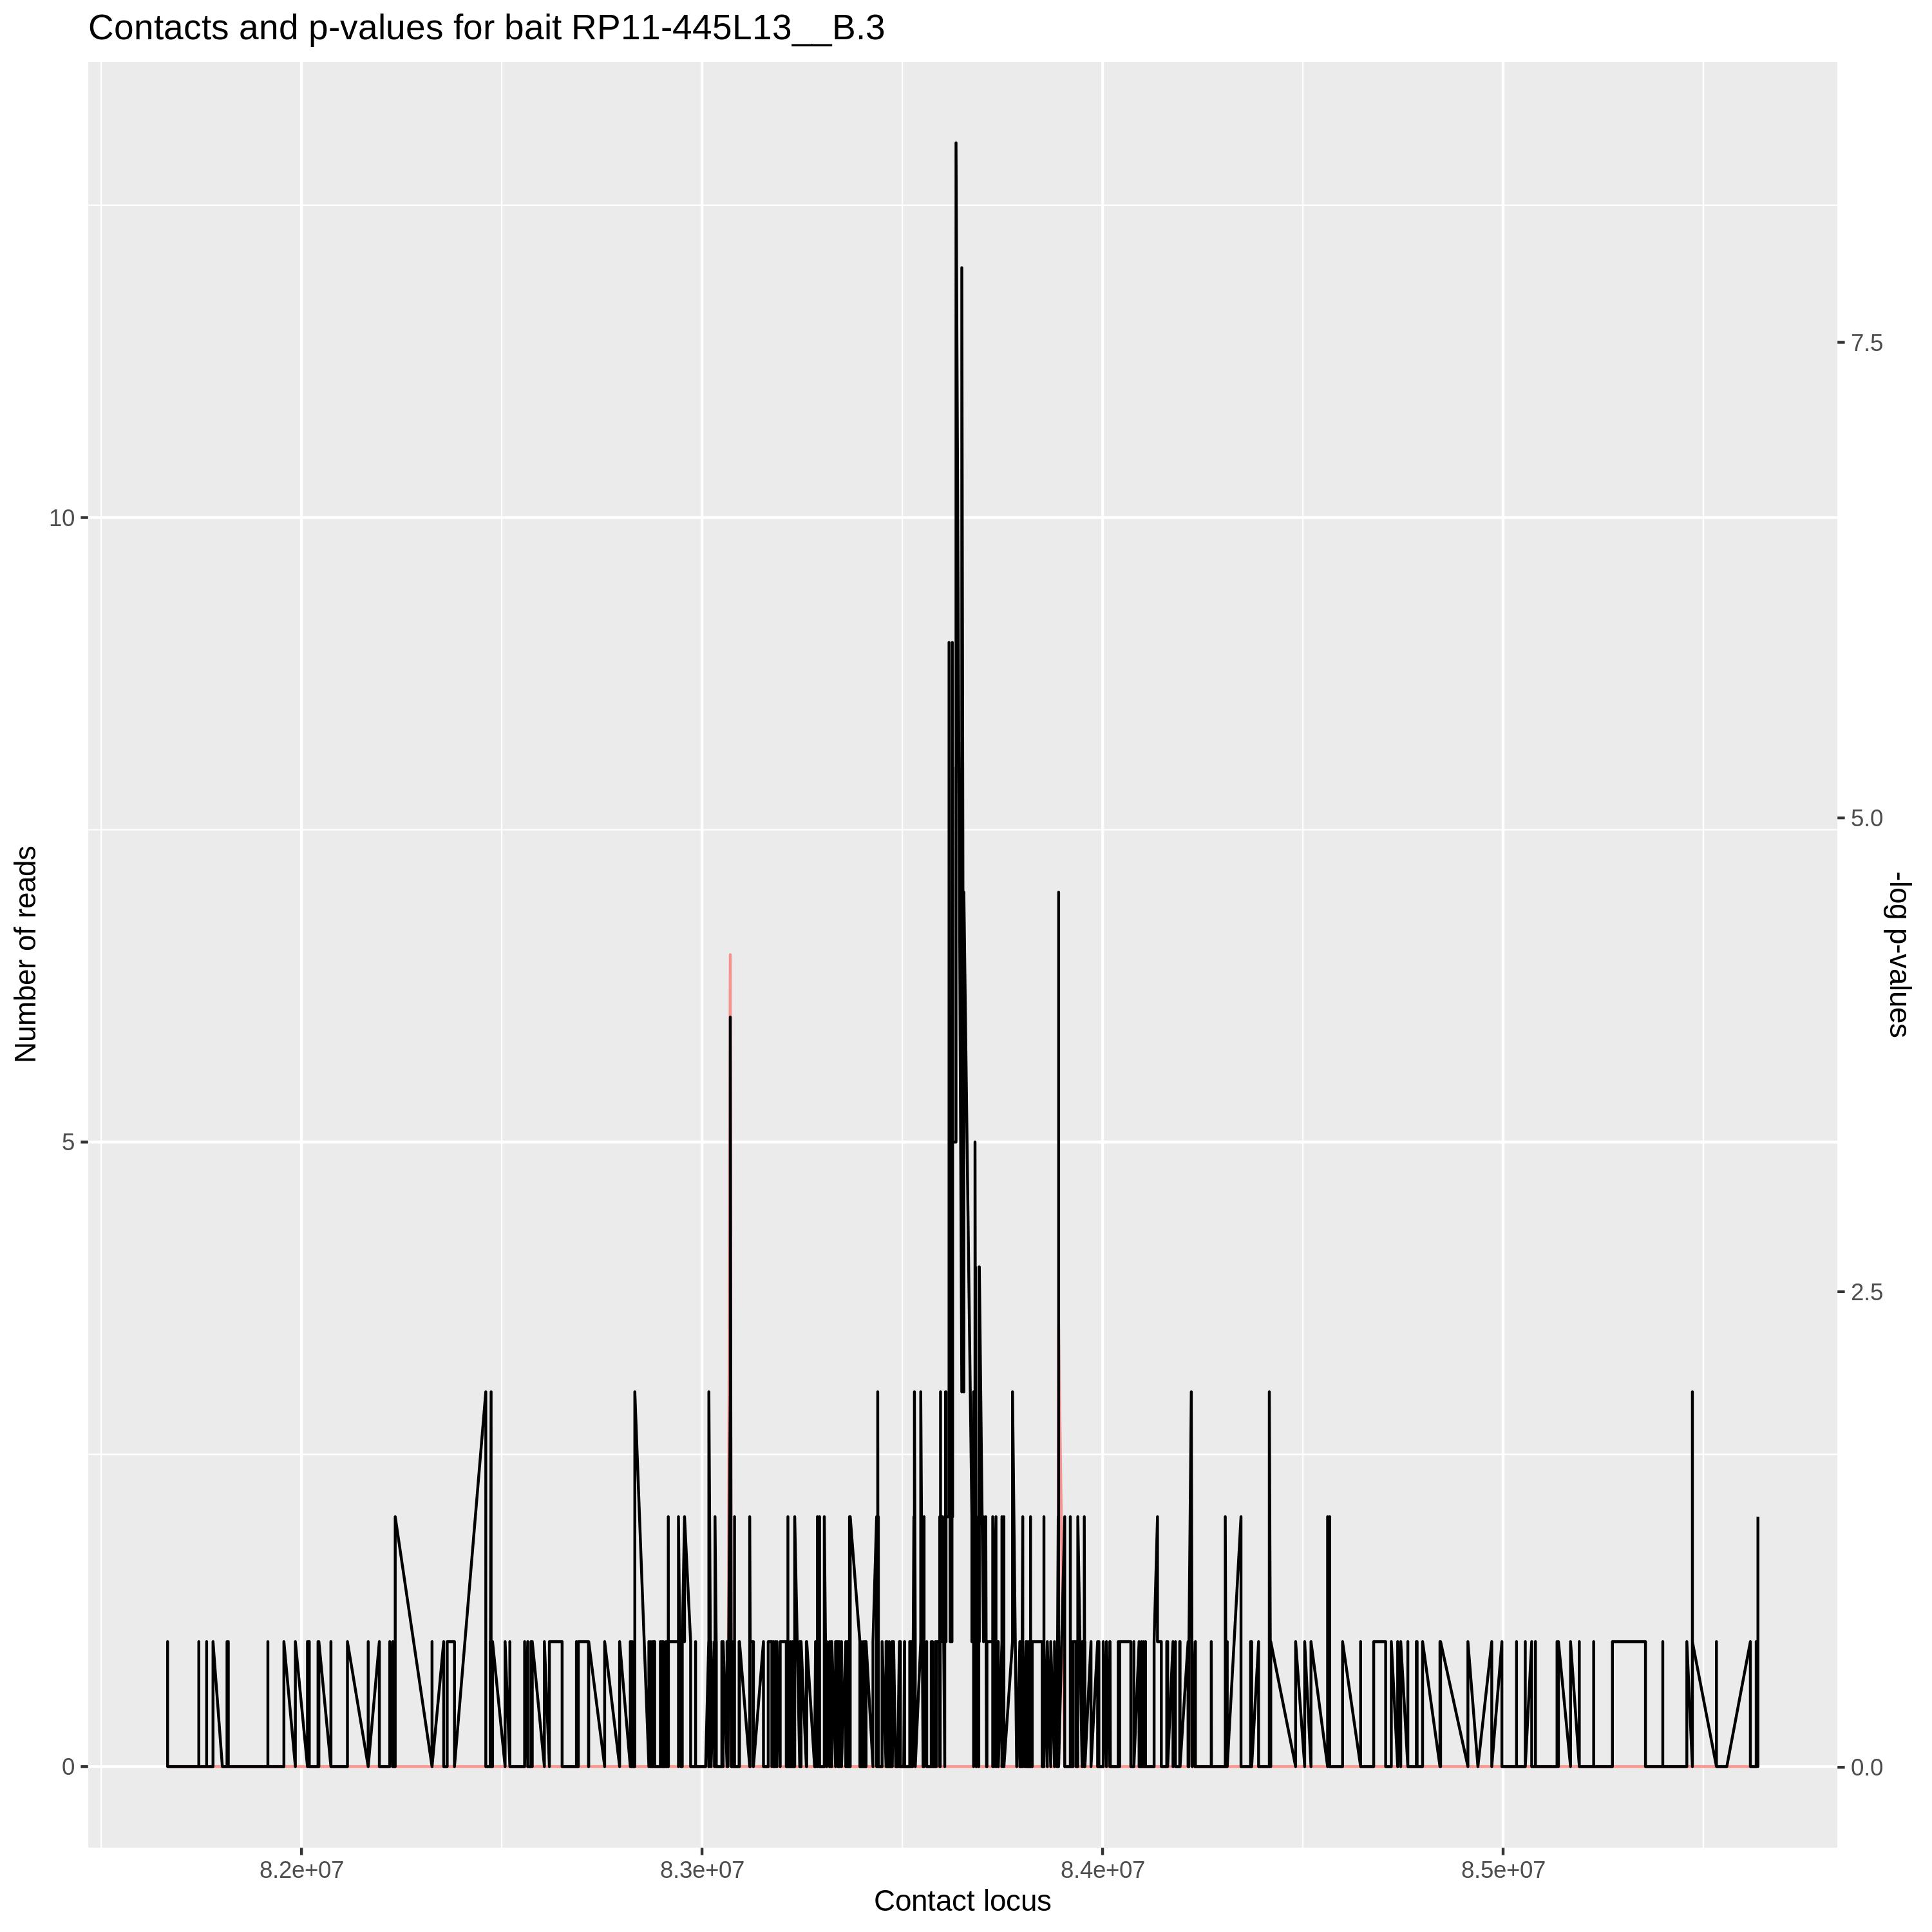 Contacts and p-values for bait RP11-445L13__B.3
Number of reads
10
5
0
7.5
5.0
2.5
0.0
-log p-values
8.2e+07
8.3e+07
8.4e+07
8.5e+07
Contact locus